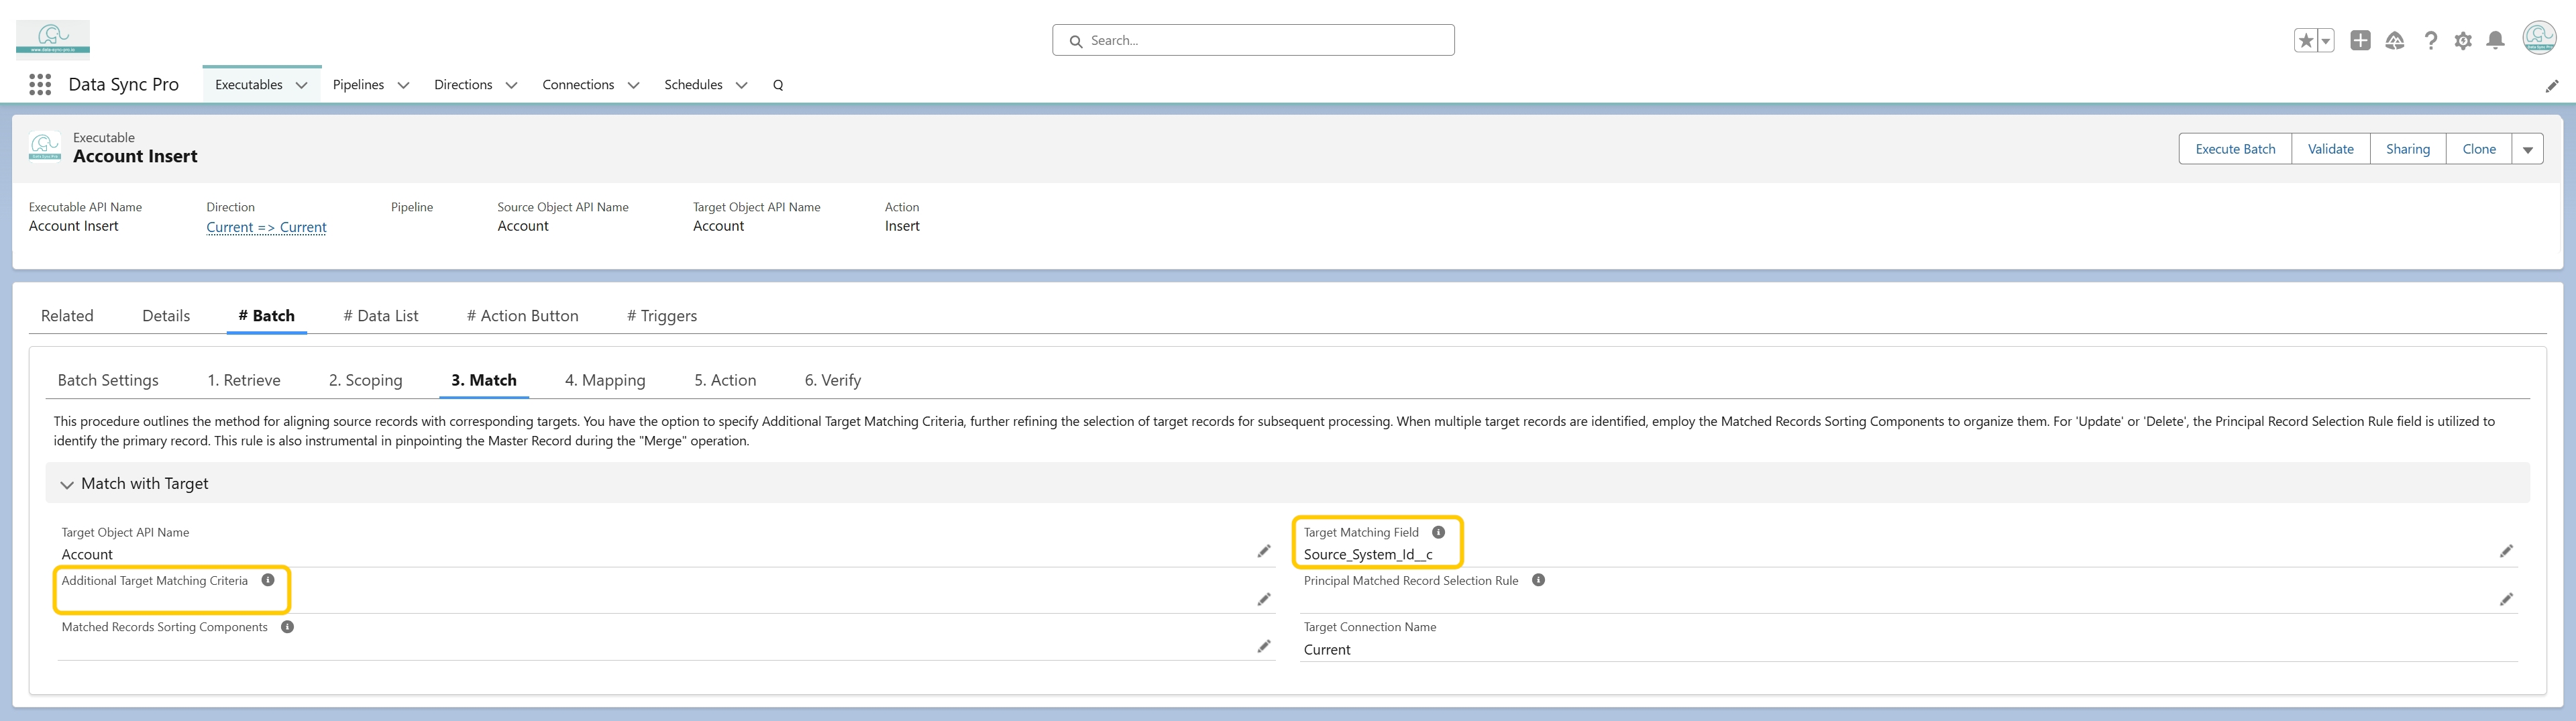 www.data-sync-pro.io
Search...
Data Sync Pro
Executables
Pipelines
Directions
Connections
Schedules
Q
Executable
Account Insert
Execute Batch
Validate
Sharing
Clone
Executable API Name
Direction
Pipeline
Source Object API Name
Target Object API Name
Action
Account Insert
Current => Current
Account
Account
Insert
Related
Details
# Batch
# Data List
# Action Button
# Triggers
Batch Settings
1. Retrieve
2. Scoping
3. Match
4. Mapping
5. Action
6. Verify
This procedure outlines the method for aligning source records with corresponding targets. You have the option to specify Additional Target Matching Criteria, further refining the selection of target records for subsequent processing. When multiple target records are identified, employ the Matched Records Sorting Components to organize them. For 'Update' or 'Delete', the Principal Record Selection Rule field is utilized to
identify the primary record. This rule is also instrumental in pinpointing the Master Record during the "Merge" operation.
Match with Target
Target Object API Name
Account
Target Matching Field
Source_System_Id__c
Additional Target Matching Criteria
Principal Matched Record Selection Rule
Matched Records Sorting Components
Target Connection Name
Current